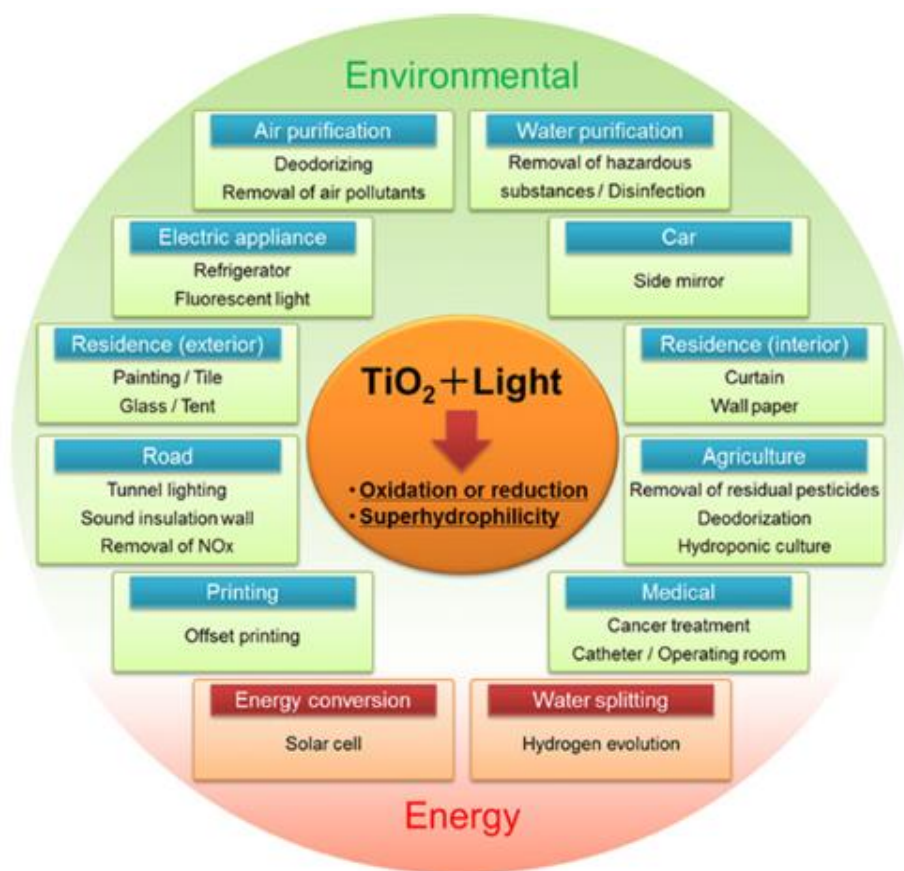 Environmental
Air purification
Deodorizing
Removal of air pollutants
Water purification
Removal of hazardous
substances / Disinfection
Electric appliance
Refrigerator
Fluorescent light
Car
Side mirror
Residence (exterior)
Painting / Tile
Glass / Tent
TiO₂+Light
• Oxidation or reduction
• Superhydrophilicity
Residence (interior)
Curtain
Wall paper
Road
Tunnel lighting
Sound insulation wall
Removal of NOx
Agriculture
Removal of residual pesticides
Deodorization
Hydroponic culture
Printing
Offset printing
Medical
Cancer treatment
Catheter / Operating room
Energy conversion
Solar cell
Water splitting
Hydrogen evolution
Energy